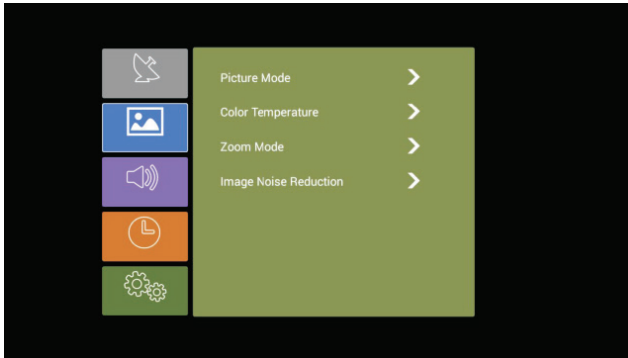 Picture Mode
Color Temperature
Zoom Mode
Image Noise Reduction